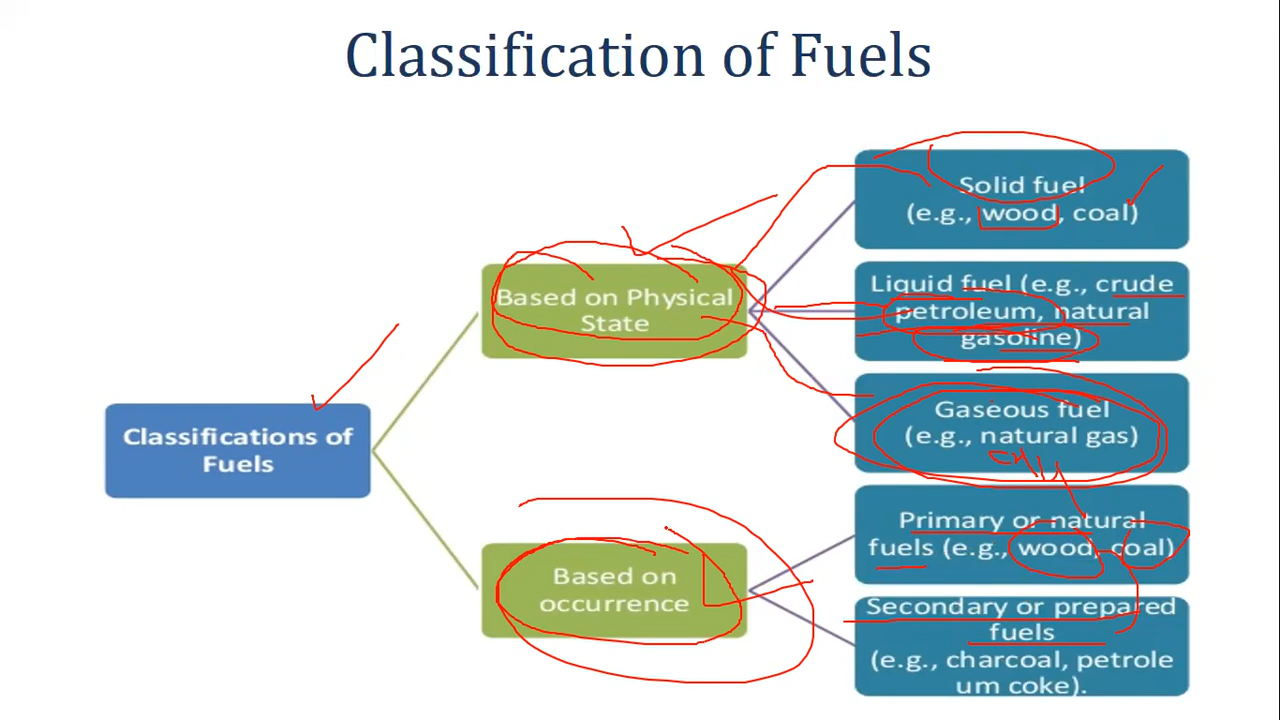 Classification of Fuels
Solid fuel
(e.g., wood, coal)
Based on Physical
State
Liquid fuel (e.g., crude
petroleum, natural
gasoline)
Gaseous fuel
(e.g., natural gas)
CH4
Classifications of
Fuels
Based on
occurrence
Primary or natural
fuels (e.g., wood, coal)
Secondary or prepared
fuels
(e.g., charcoal, petrole
um coke).